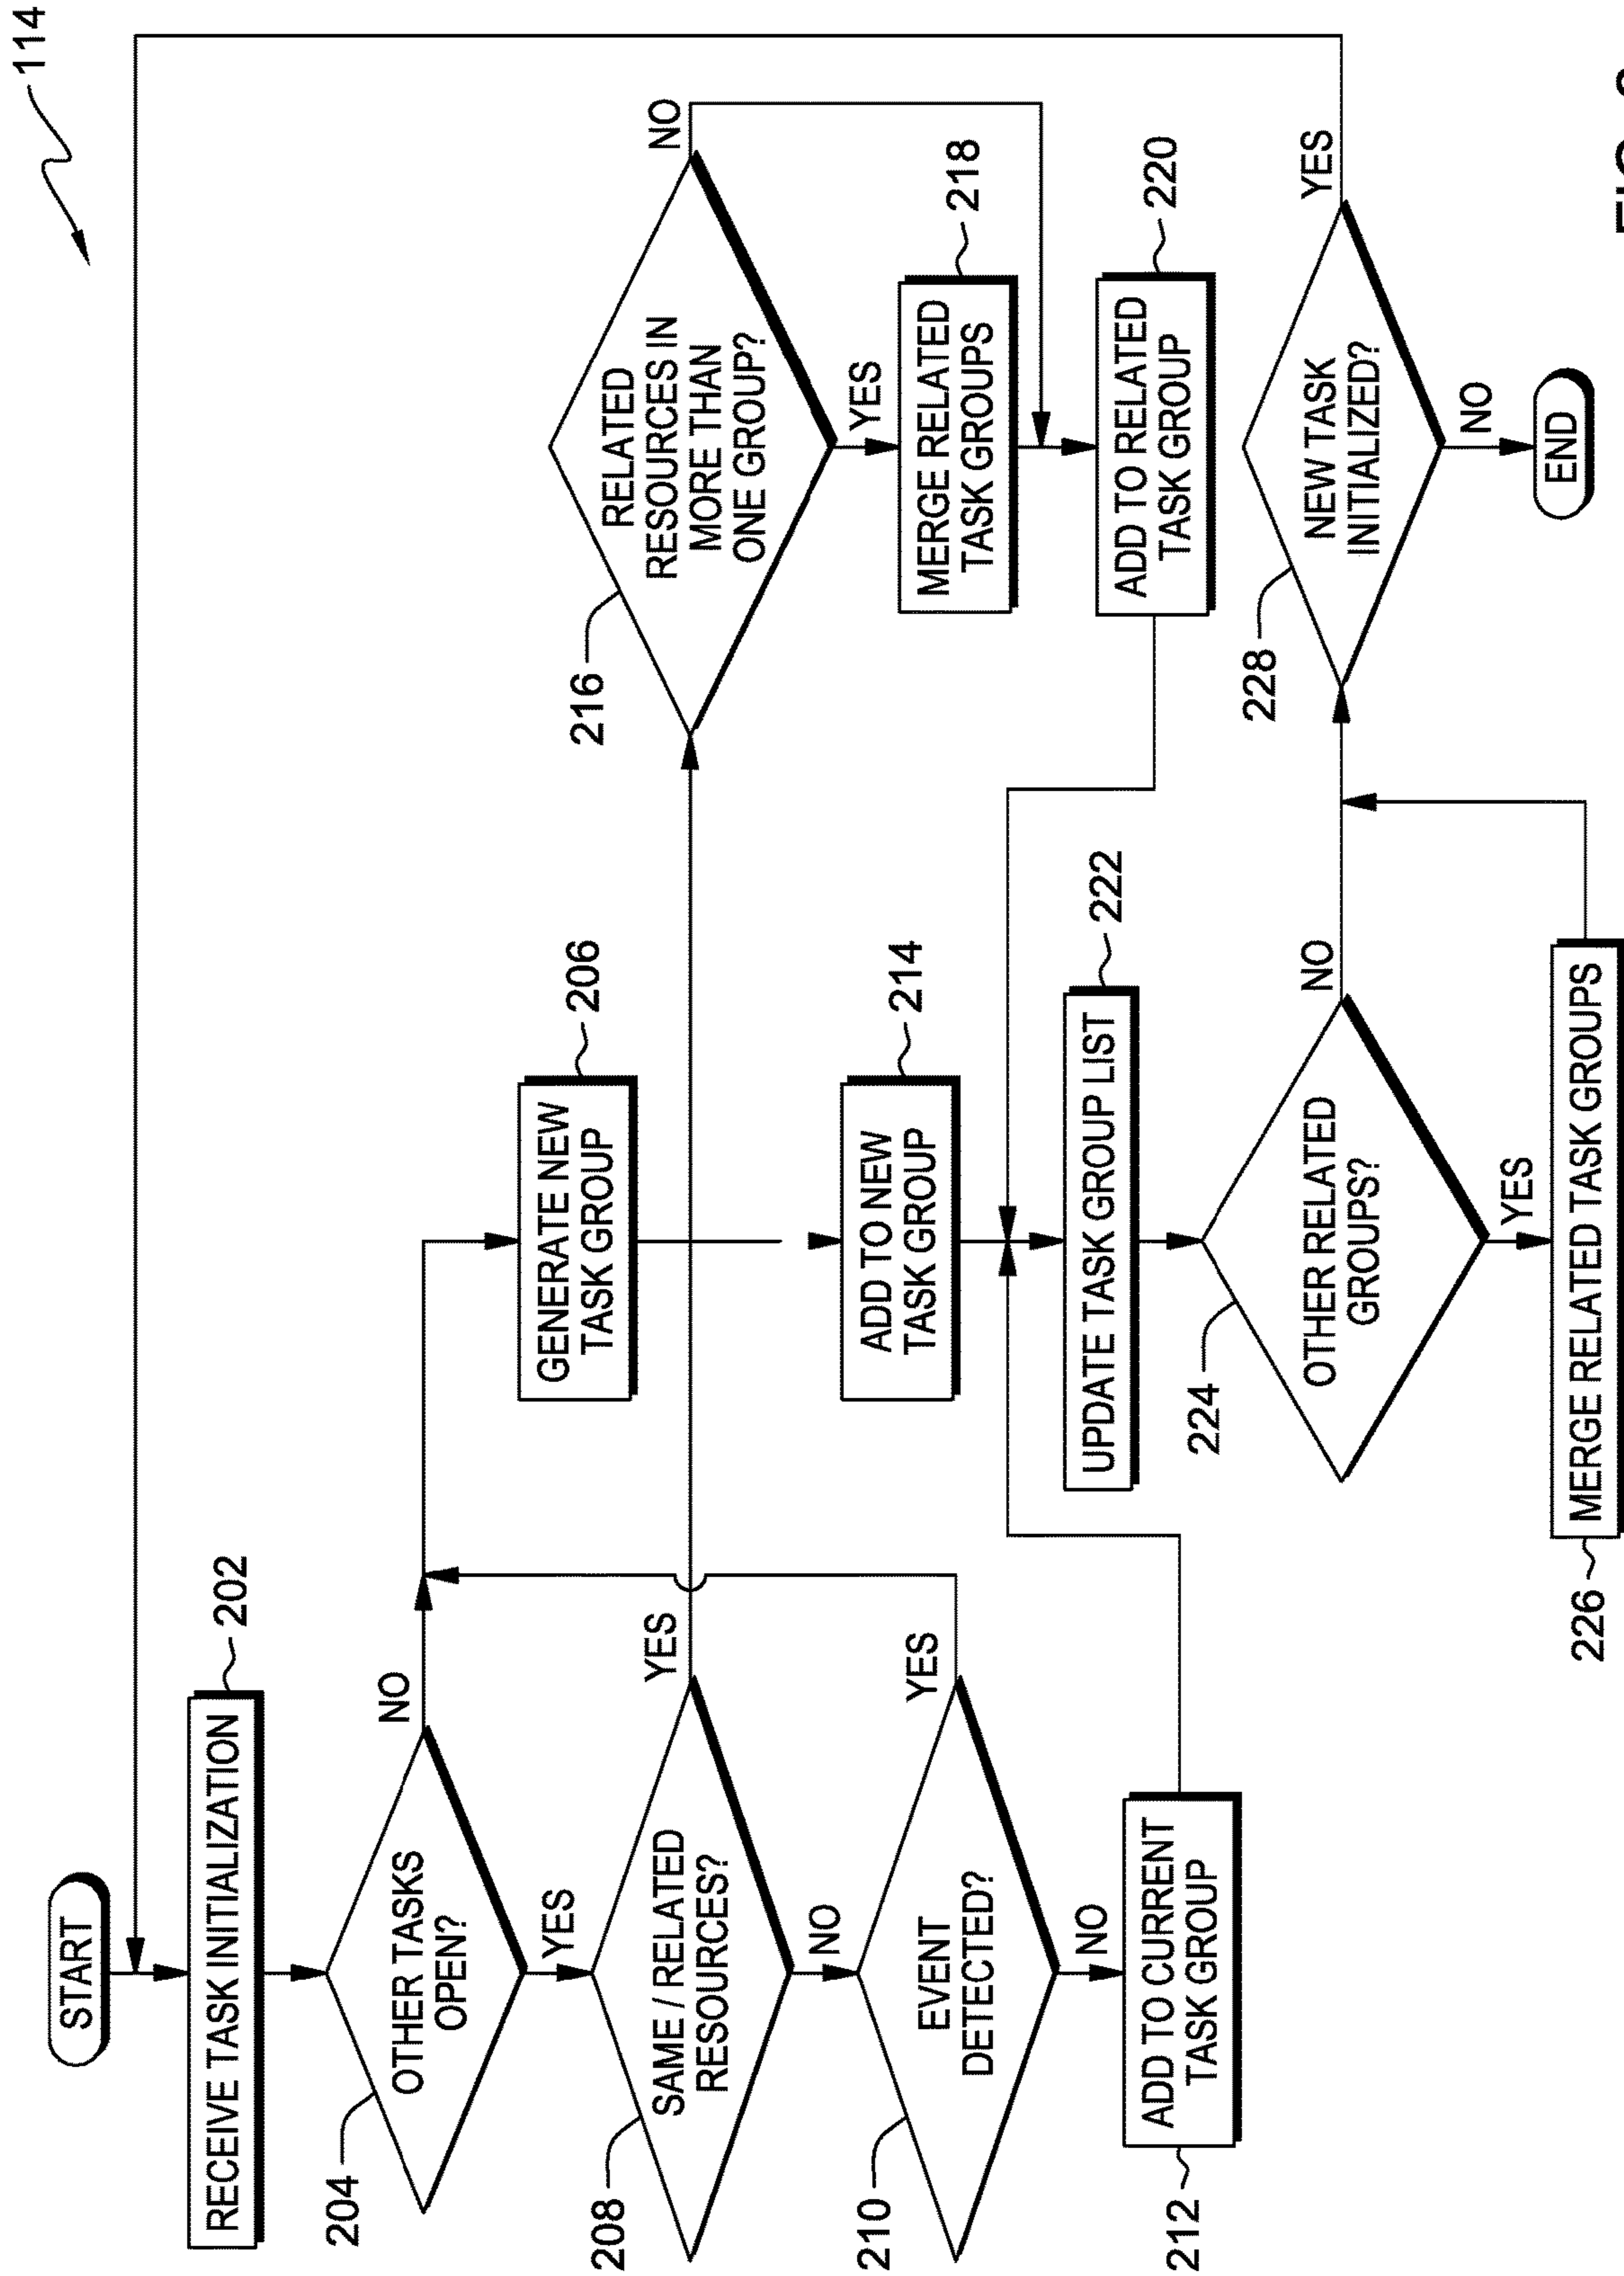 114
START
RECEIVE TASK INITIALIZATION
202
OTHER TASKS
OPEN?
204
NO
YES
SAME / RELATED
RESOURCES?
208
YES
NO
EVENT
DETECTED?
210
YES
NO
ADD TO CURRENT
TASK GROUP
212
GENERATE NEW
TASK GROUP
206
ADD TO NEW
TASK GROUP
214
RELATED
RESOURCES IN
MORE THAN
ONE GROUP?
216
NO
YES
MERGE RELATED
TASK GROUPS
218
ADD TO RELATED
TASK GROUP
220
UPDATE TASK GROUP LIST
222
OTHER RELATED
GROUPS?
224
NO
YES
MERGE RELATED TASK GROUPS
226
NEW TASK
INITIALIZED?
228
YES
NO
END
FIG.